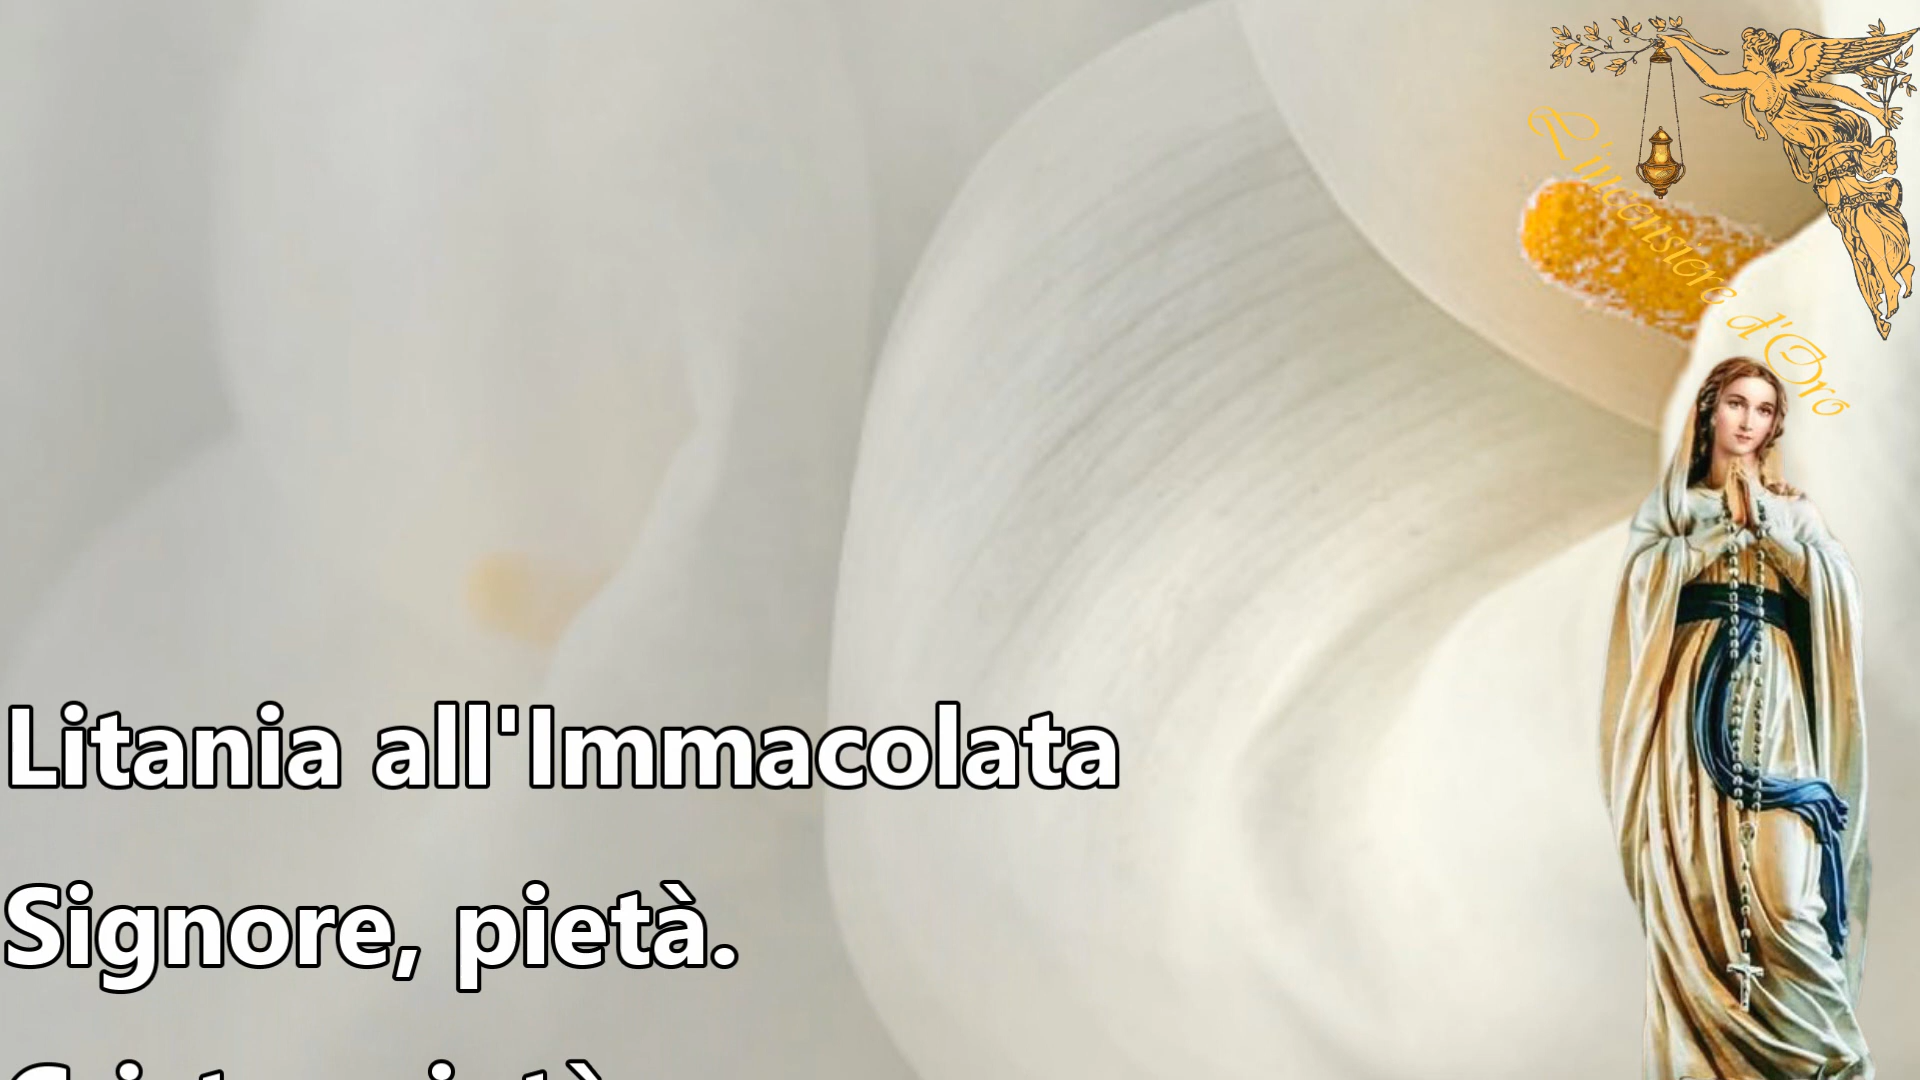 L'incensiere d'Oro
Litania all'Immacolata
Signore, pietà.